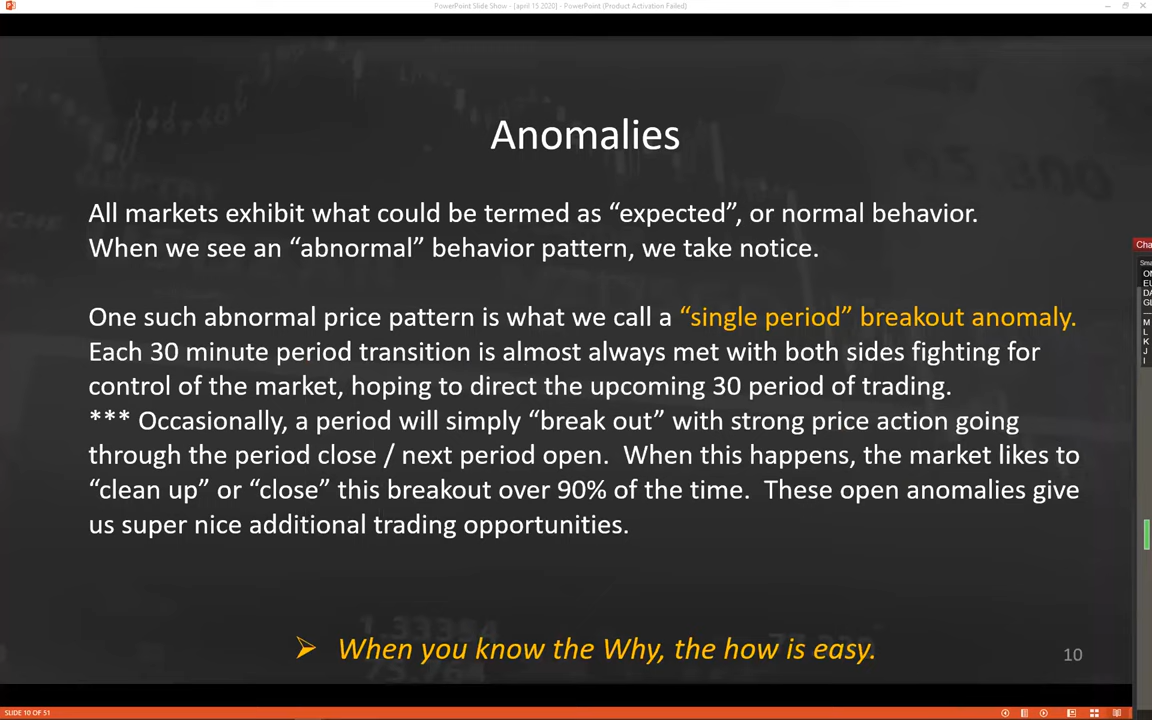 PowerPoint Slide Show - [april 15 2020] - PowerPoint (Product Activation Failed)
Anomalies
All markets exhibit what could be termed as “expected”, or normal behavior.
When we see an “abnormal” behavior pattern, we take notice.
One such abnormal price pattern is what we call a “single period” breakout anomaly.
Each 30 minute period transition is almost always met with both sides fighting for
control of the market, hoping to direct the upcoming 30 period of trading.
*** Occasionally, a period will simply “break out” with strong price action going
through the period close / next period open.  When this happens, the market likes to
“clean up” or “close” this breakout over 90% of the time.  These open anomalies give
us super nice additional trading opportunities.
➢ When you know the Why, the how is easy.
10
1.33354
75.764
Cha
M
L
K
J
I
SLIDE 10 OF 51